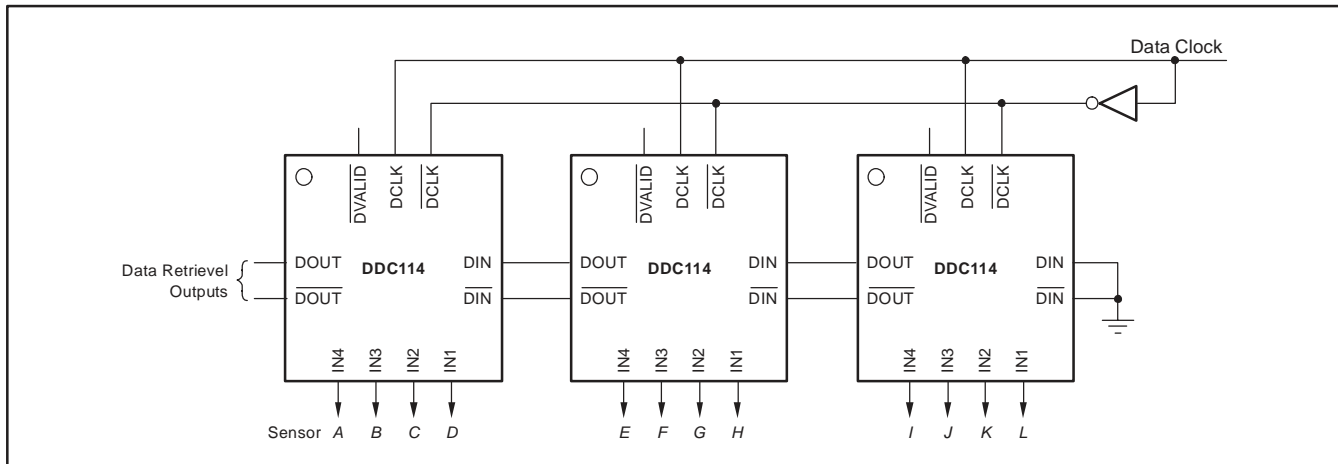 Data Clock
DVALID DCLK DCLK DVALID DCLK DCLK DVALID DCLK DCLK
Data Retrievel
Outputs
DOUT DDC114 DIN DOUT DDC114 DIN DOUT DDC114 DIN
DOUT DIN DOUT DIN DOUT DIN
IN4 IN3 IN2 IN1 IN4 IN3 IN2 IN1 IN4 IN3 IN2 IN1
Sensor A B C D E F G H I J K L